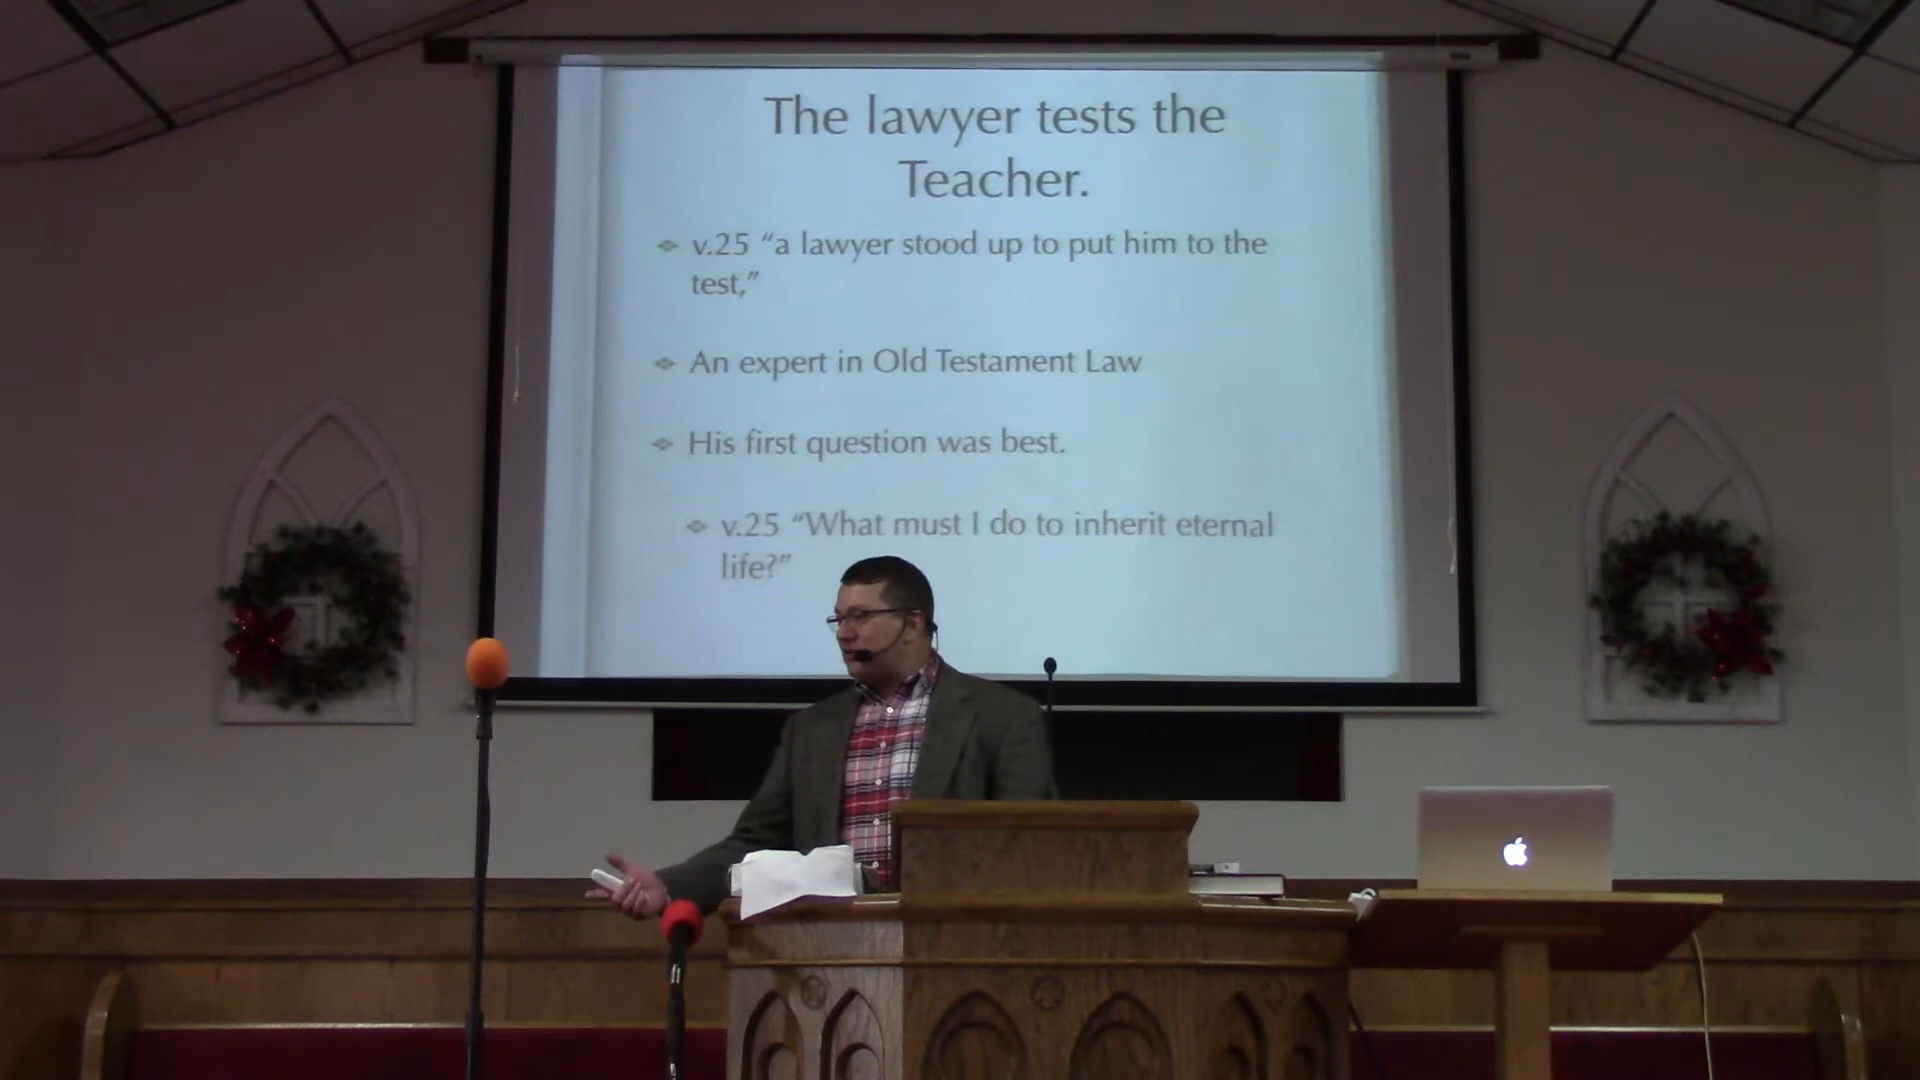 The lawyer tests the
Teacher.
v.25 “a lawyer stood up to put him to the
test,”
An expert in Old Testament Law
His first question was best.
v.25 “What must I do to inherit eternal
life?”